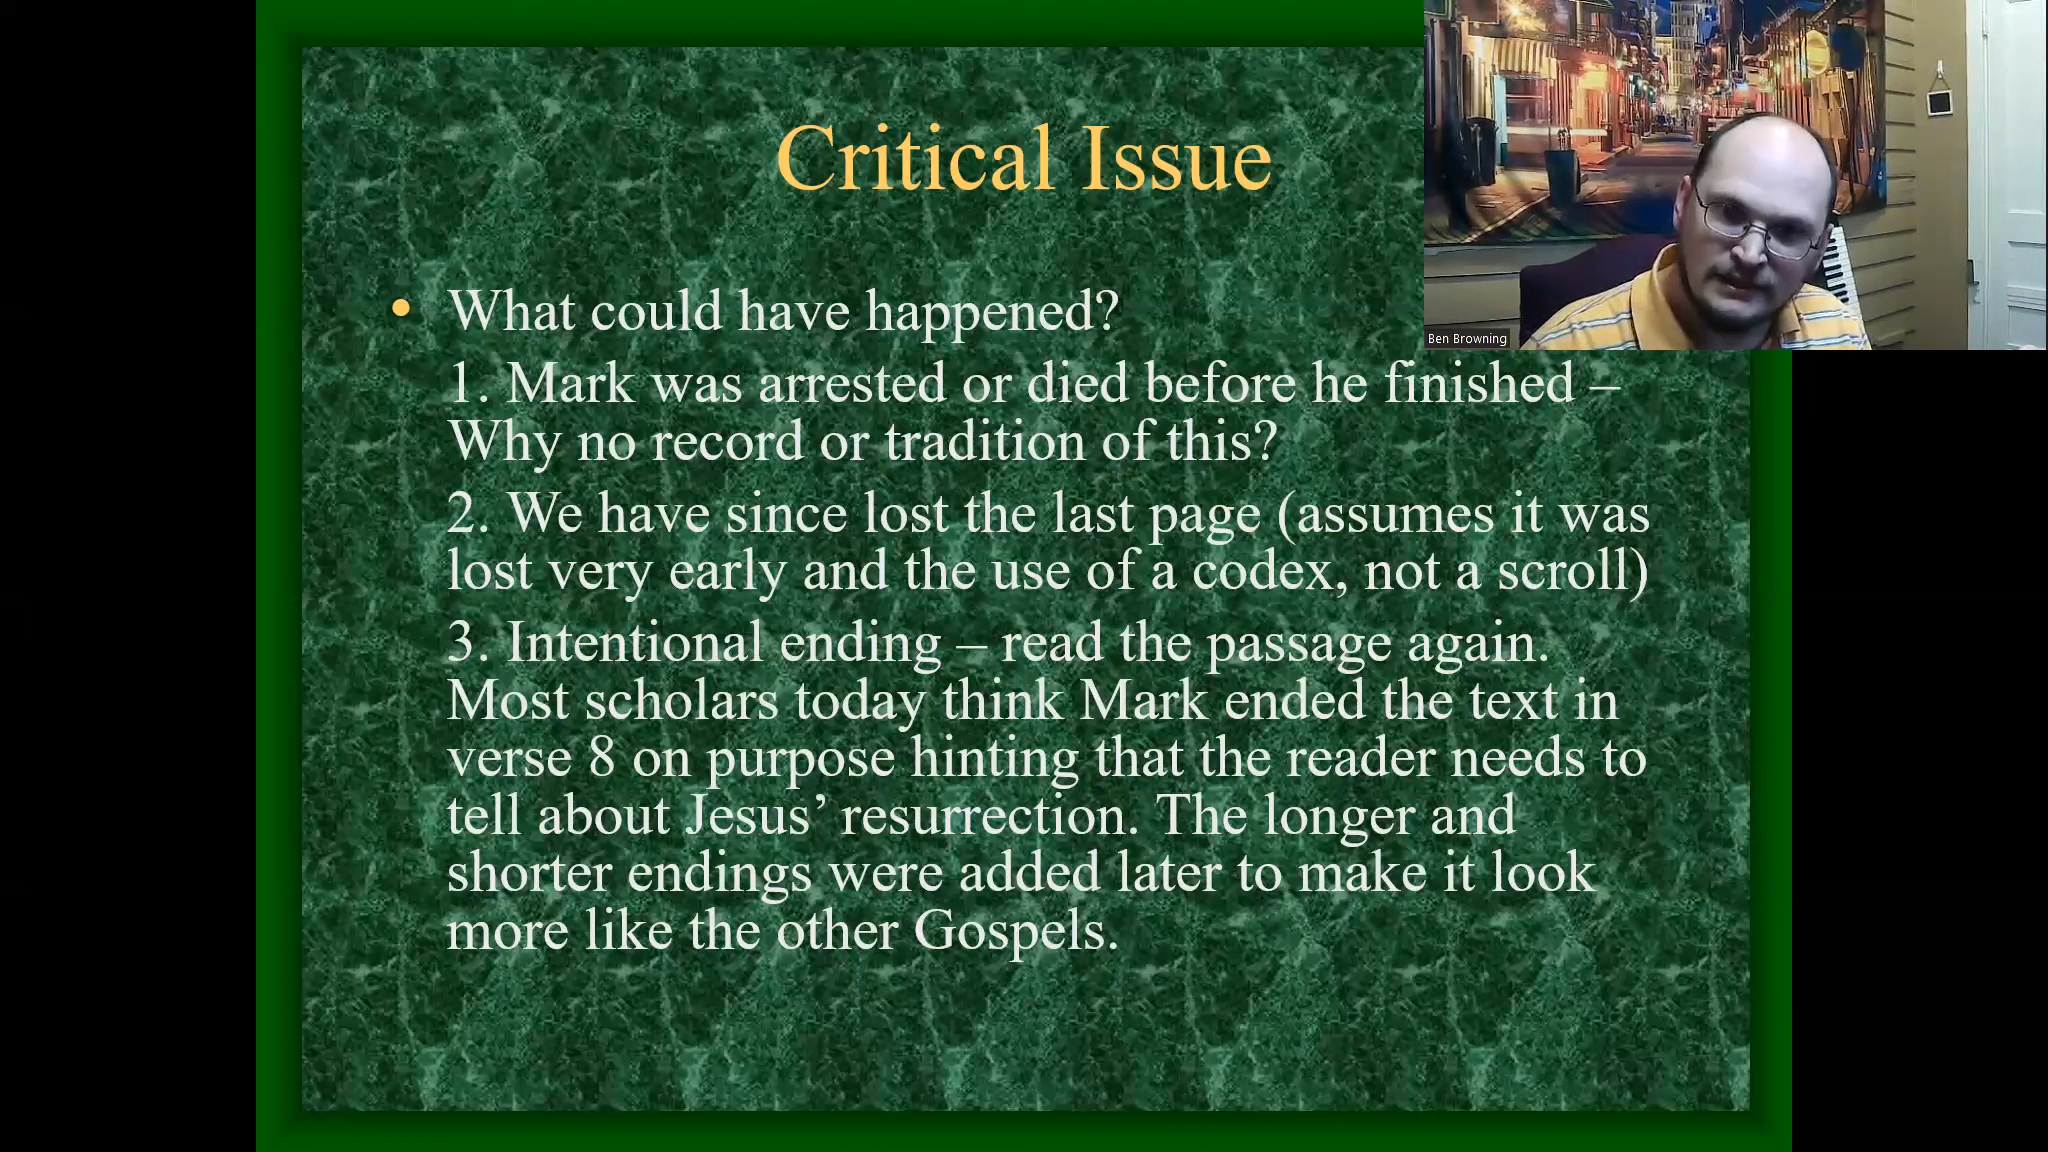 Critical Issue
• What could have happened?
1. Mark was arrested or died before he finished –
Why no record or tradition of this?
2. We have since lost the last page (assumes it was
lost very early and the use of a codex, not a scroll)
3. Intentional ending – read the passage again.
Most scholars today think Mark ended the text in
verse 8 on purpose hinting that the reader needs to
tell about Jesus’ resurrection. The longer and
shorter endings were added later to make it look
more like the other Gospels.
Ben Browning